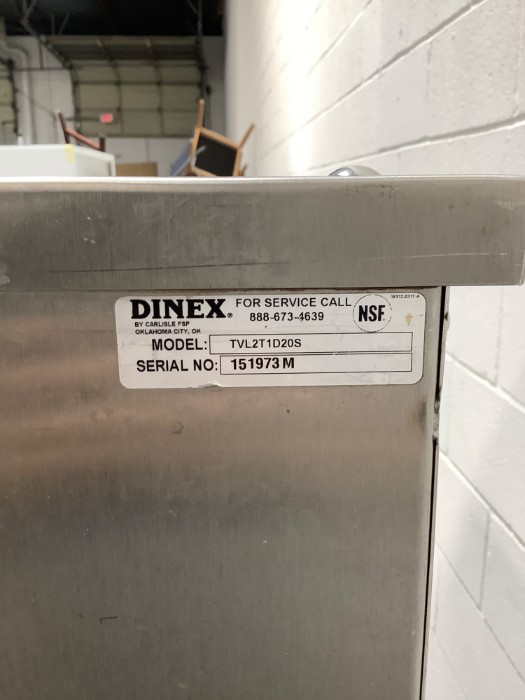 DINEX® FOR SERVICE CALL
888-673-4639
BY CARLISLE FSP
OKLAHOMA CITY, OK
NSF
MODEL: TVL2T1D20S
SERIAL NO: 151973 M